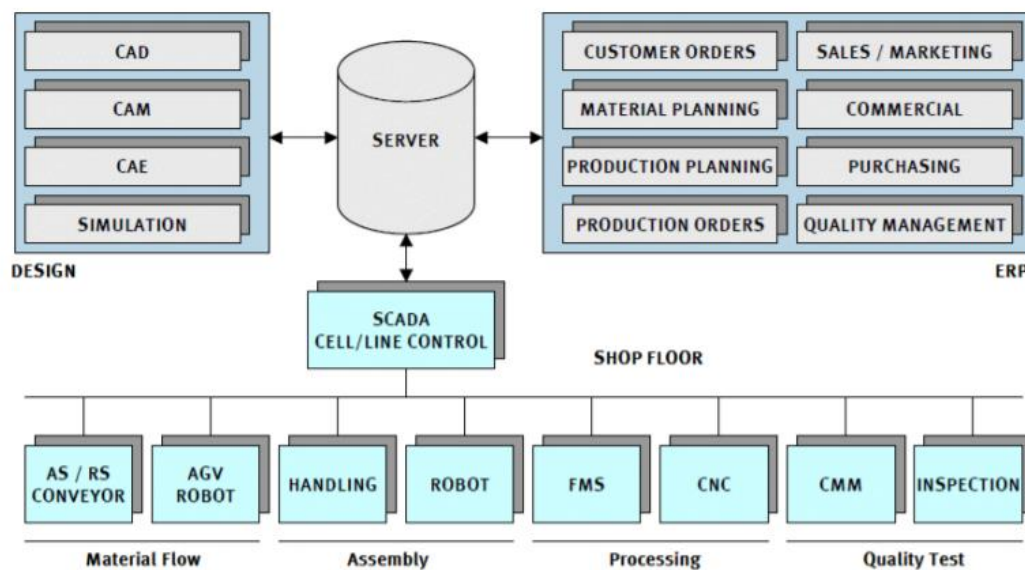 CAD
CAM
CAE
SIMULATION
DESIGN
SERVER
CUSTOMER ORDERS
SALES / MARKETING
MATERIAL PLANNING
COMMERCIAL
PRODUCTION PLANNING
PURCHASING
PRODUCTION ORDERS
QUALITY MANAGEMENT
ERP
SCADA
CELL/LINE CONTROL
SHOP FLOOR
AS / RS
CONVEYOR
AGV
ROBOT
HANDLING
ROBOT
FMS
CNC
CMM
INSPECTION
Material Flow
Assembly
Processing
Quality Test